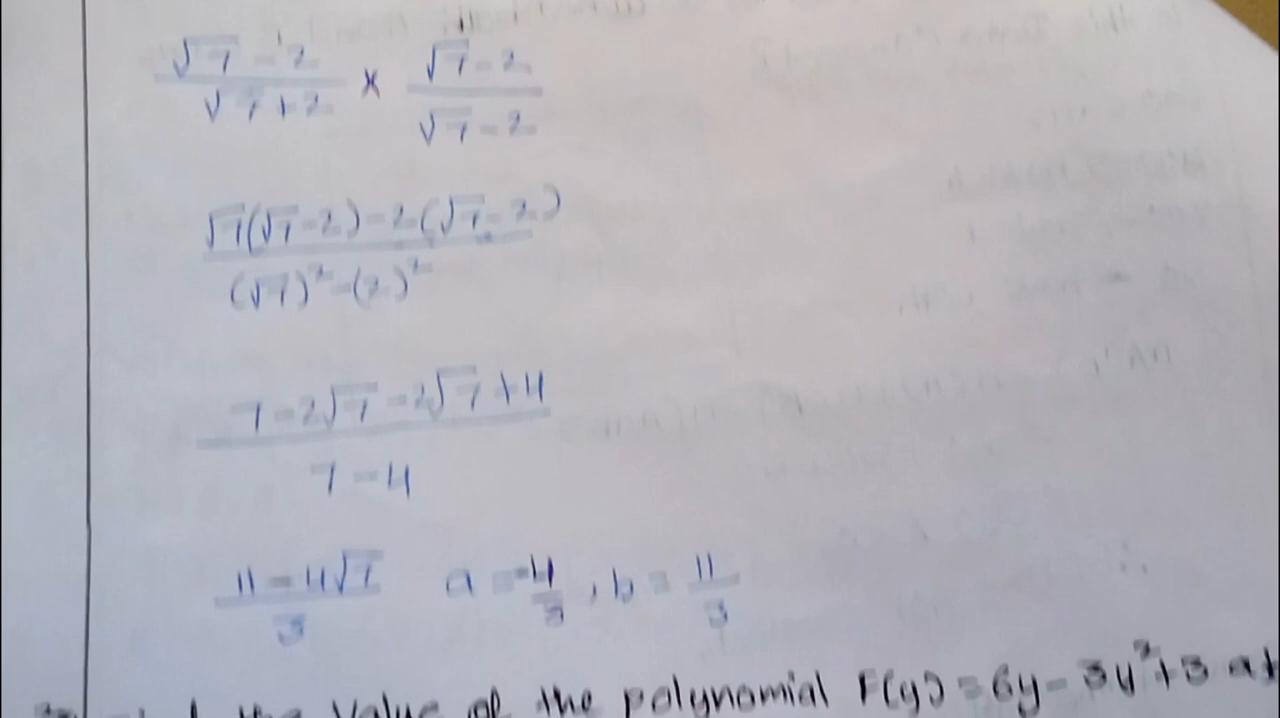 √7 - 2 / √7 + 2 × √7 - 2 / √7 - 2
√7(√7 - 2) - 2(√7 - 2) / (√7)² - (2)²
7 - 2√7 - 2√7 + 4 / 7 - 4
11 - 4√7 / 3 a = -4/3 , b = 11/3
the value of the polynomial F(y) = 6y - 3y² + 3 at